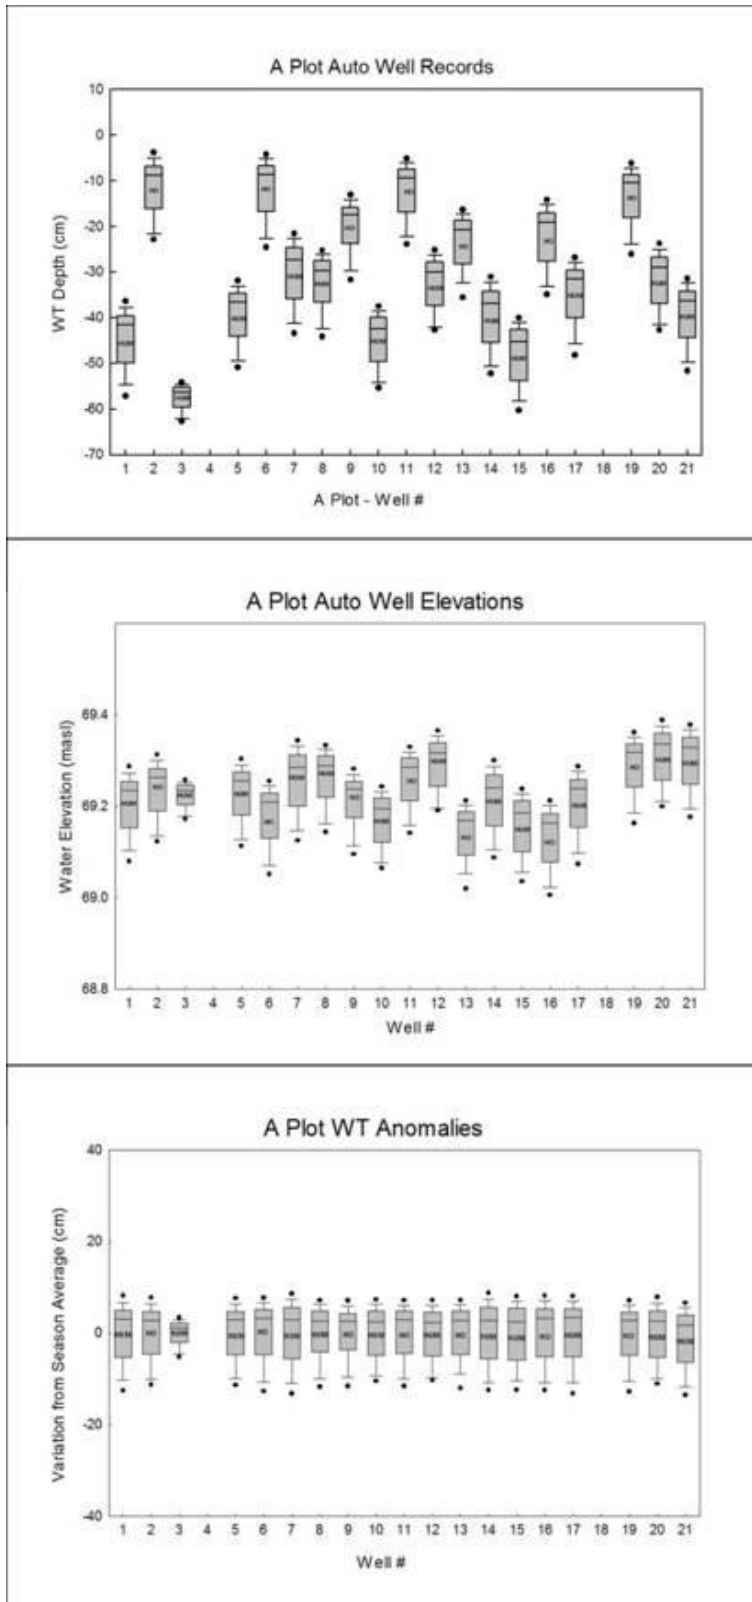 A Plot Auto Well Records
10
0
-10
-20
-30
-40
-50
-60
-70
WT Depth (cm)
1 2 3 4 5 6 7 8 9 10 11 12 13 14 15 16 17 18 19 20 21
A Plot - Well #
A Plot Auto Well Elevations
69.4
69.2
69.0
68.8
Water Elevation (masl)
1 2 3 4 5 6 7 8 9 10 11 12 13 14 15 16 17 18 19 20 21
Well #
A Plot WT Anomalies
40
20
0
-20
-40
Variation from Season Average (cm)
1 2 3 4 5 6 7 8 9 10 11 12 13 14 15 16 17 18 19 20 21
Well #